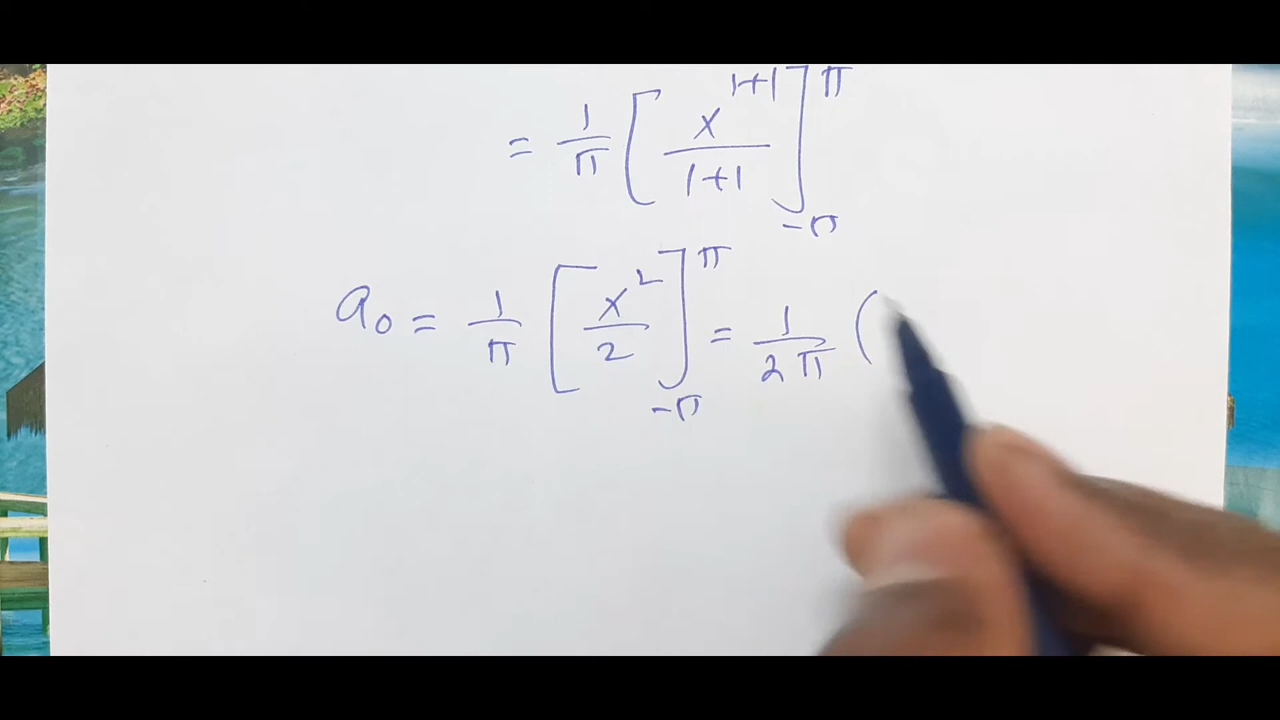 = 1/π [ x^(1+1) / 1+1 ]_-π^π
a₀ = 1/π [ x²/2 ]_-π^π = 1/2π (